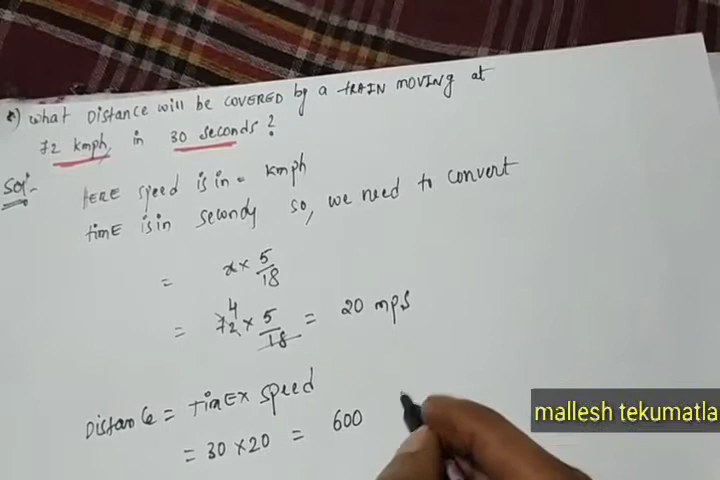 *) What Distance will be COVERED by a tRAIN MOVING at
72 kmph, in 30 seconds?
Sol:- HERE speed is in = kmph
timE is in secondy so, we need to convert
= x × 5/18
= 72 4 × 5/18 = 20 mps
Distance = timE × speed
= 30 × 20 = 600
mallesh tekumatla